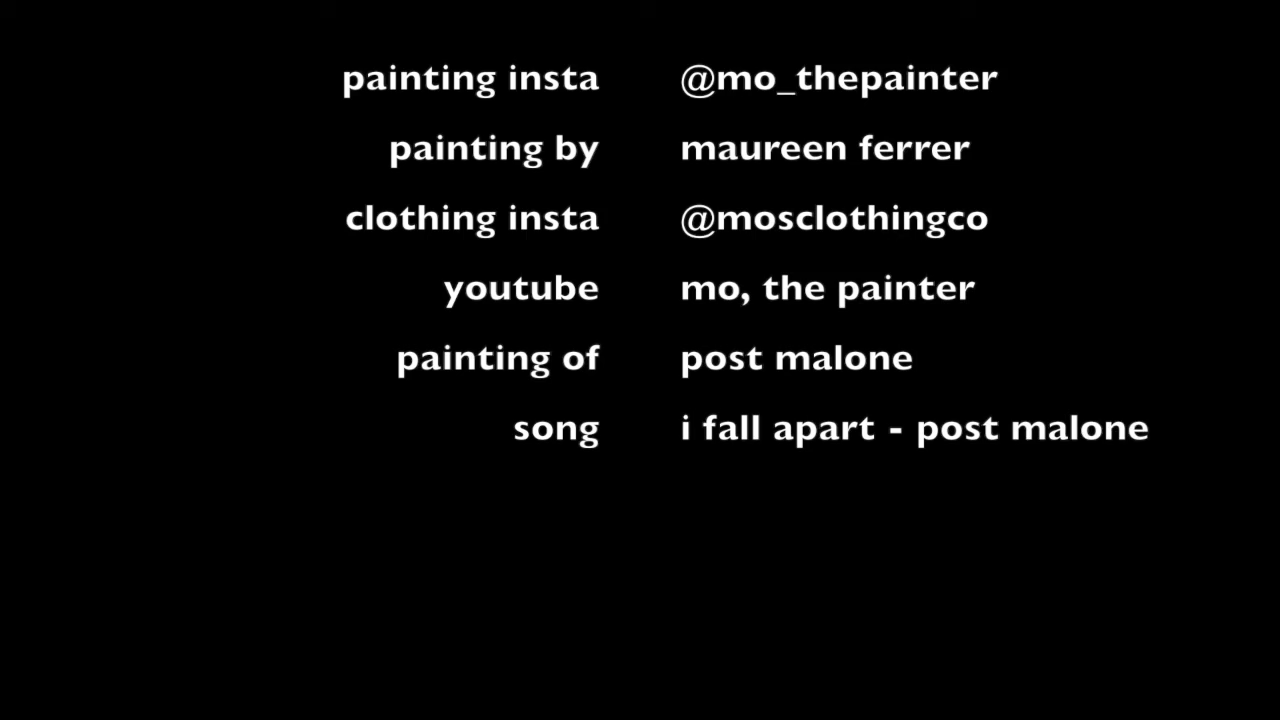 painting insta @mo_thepainter
painting by maureen ferrer
clothing insta @mosclothingco
youtube mo, the painter
painting of post malone
song i fall apart - post malone